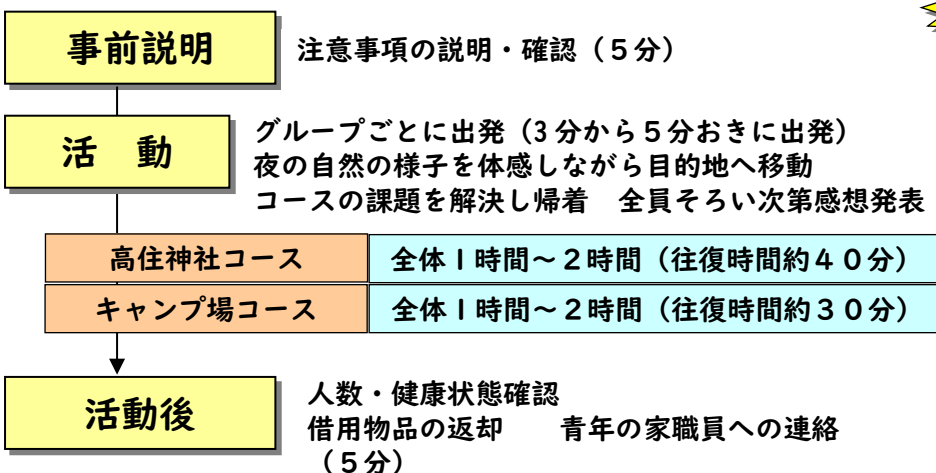 事前説明
注意事項の説明・確認（５分）
活　動
グループごとに出発（3分から５分おきに出発）
夜の自然の様子を体感しながら目的地へ移動
コースの課題を解決し帰着　全員そろい次第感想発表
高住神社コース
全体１時間～２時間（往復時間約４０分）
キャンプ場コース
全体１時間～２時間（往復時間約３０分）
活動後
人数・健康状態確認
借用物品の返却　　青年の家職員への連絡
（５分）